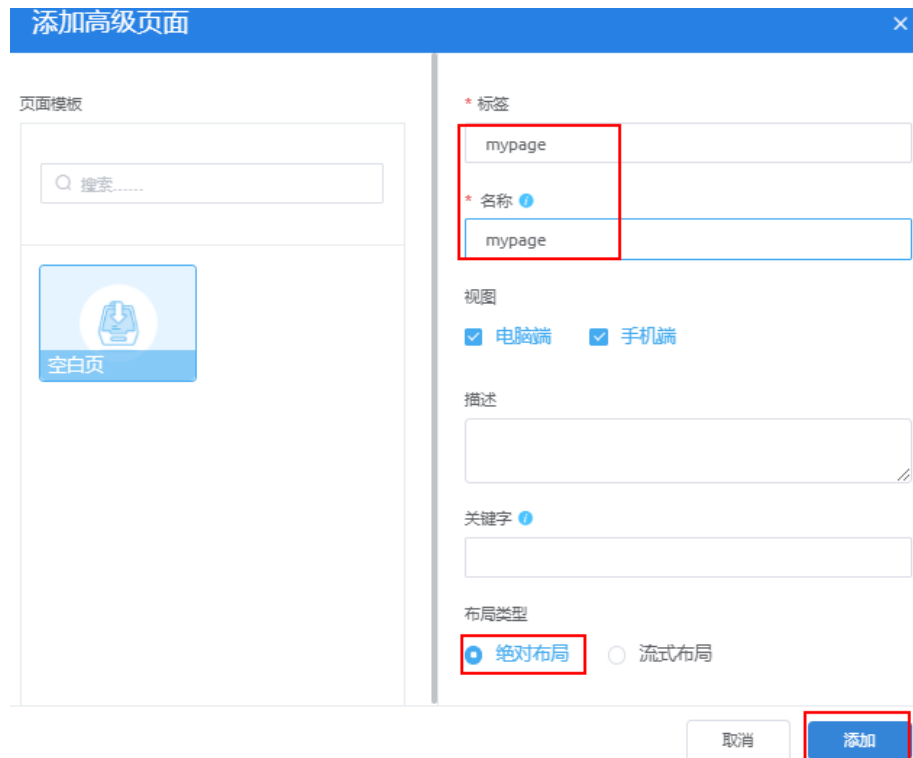 添加高级页面
页面模板
搜索......
空白页
* 标签
mypage
* 名称
mypage
视图
电脑端 手机端
描述
关键字
布局类型
绝对布局 流式布局
取消 添加